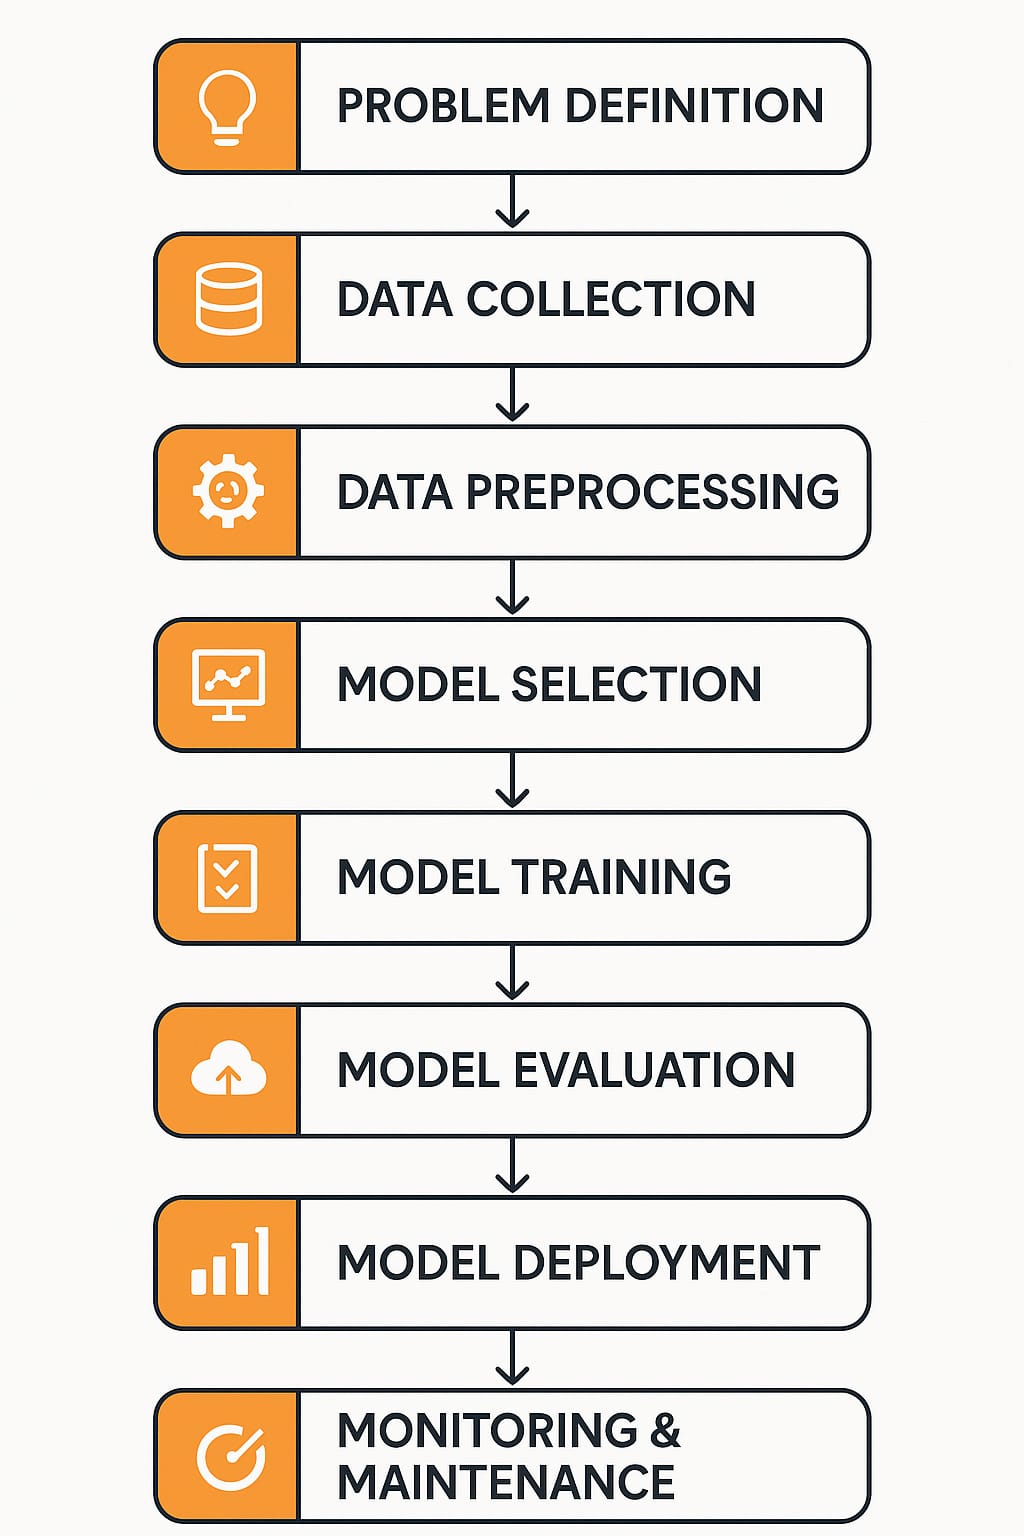 PROBLEM DEFINITION
DATA COLLECTION
DATA PREPROCESSING
MODEL SELECTION
MODEL TRAINING
MODEL EVALUATION
MODEL DEPLOYMENT
MONITORING &
MAINTENANCE